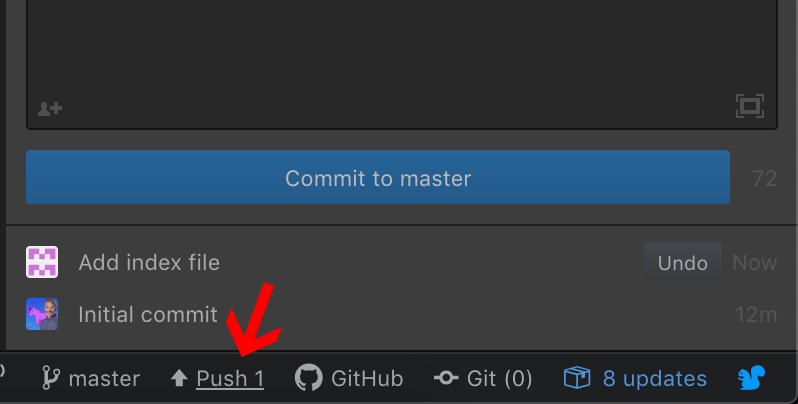 Commit to master
72
Add index file
Undo
Now
Initial commit
12m
master
Push 1
GitHub
Git (0)
8 updates